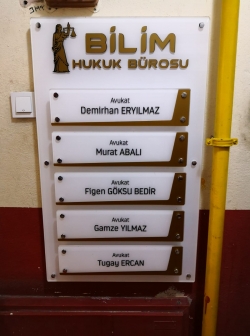 BİLİM
HUKUK BÜROSU
Avukat
Demirhan ERYILMAZ
Avukat
Murat ABALI
Avukat
Figen GÖKSU BEDİR
Avukat
Gamze YILMAZ
Avukat
Tugay ERCAN